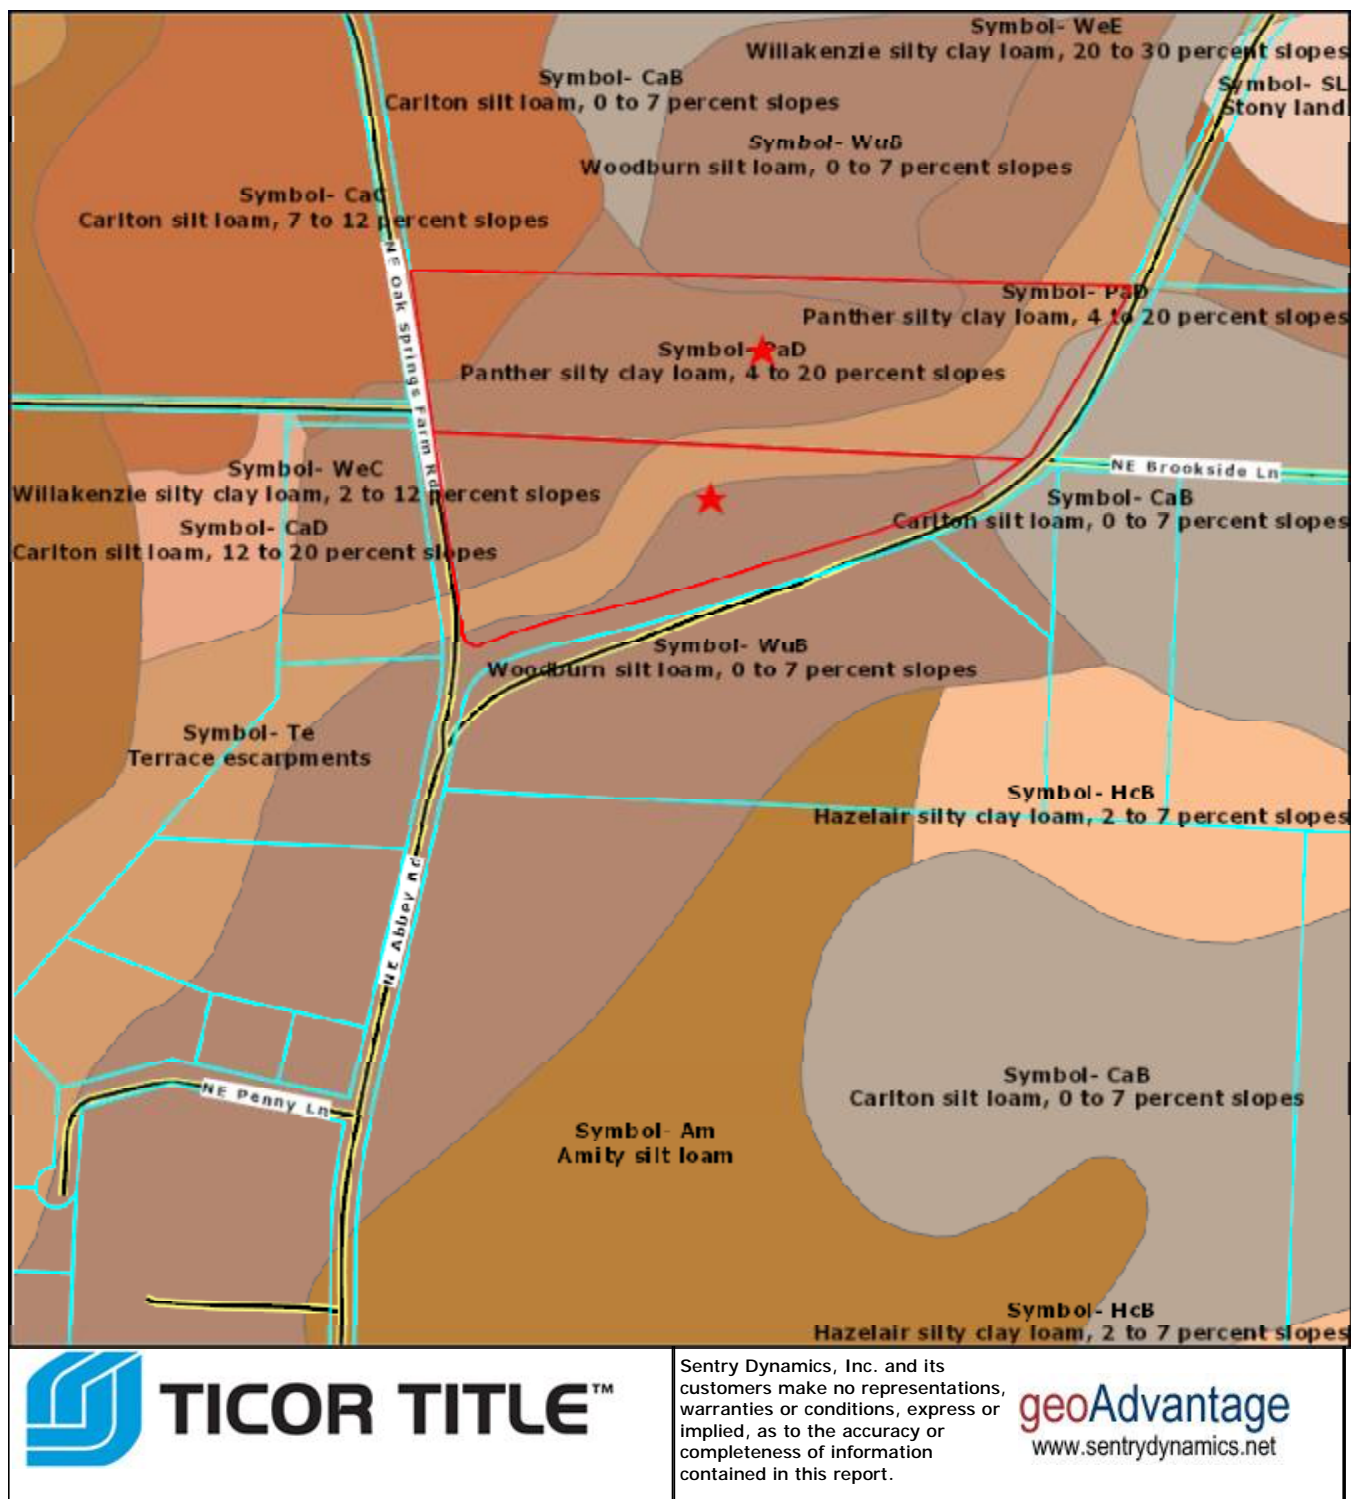 Symbol- WeE
Willakenzie silty clay loam, 20 to 30 percent slopes
Symbol- CaB
Carlton silt loam, 0 to 7 percent slopes
Symbol- SL
Stony land
Symbol- WuB
Woodburn silt loam, 0 to 7 percent slopes
Symbol- CaC
Carlton silt loam, 7 to 12 percent slopes
NE Oak Springs Farm Rd
Symbol- PaD
Panther silty clay loam, 4 to 20 percent slopes
Symbol- PaD
Panther silty clay loam, 4 to 20 percent slopes
Symbol- WeC
Willakenzie silty clay loam, 2 to 12 percent slopes
NE Brookside Ln
Symbol- CaB
Carlton silt loam, 0 to 7 percent slopes
Symbol- CaD
Carlton silt loam, 12 to 20 percent slopes
Symbol- WuB
Woodburn silt loam, 0 to 7 percent slopes
Symbol- Te
Terrace escarpments
Symbol- HcB
Hazelair silty clay loam, 2 to 7 percent slopes
NE Abbey Rd
NE Penny Ln
Symbol- CaB
Carlton silt loam, 0 to 7 percent slopes
Symbol- Am
Amity silt loam
Symbol- HcB
Hazelair silty clay loam, 2 to 7 percent slopes
TICOR TITLE™
Sentry Dynamics, Inc. and its
customers make no representations,
warranties or conditions, express or
implied, as to the accuracy or
completeness of information
contained in this report.
geoAdvantage
www.sentrydynamics.net